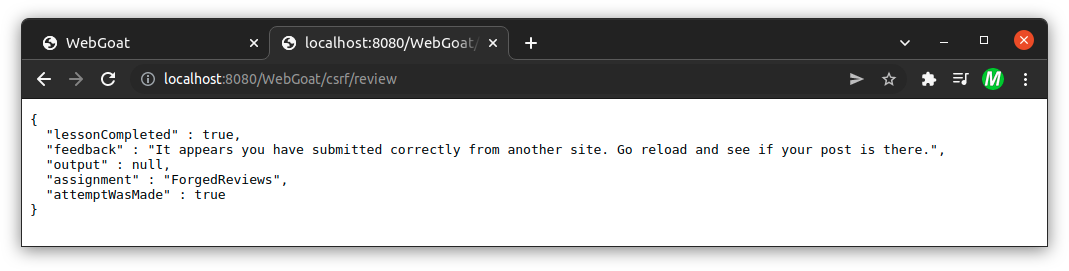 WebGoat
localhost:8080/WebGoat/
localhost:8080/WebGoat/csrf/review
M
{
"lessonCompleted" : true,
"feedback" : "It appears you have submitted correctly from another site. Go reload and see if your post is there.",
"output" : null,
"assignment" : "ForgedReviews",
"attemptWasMade" : true
}